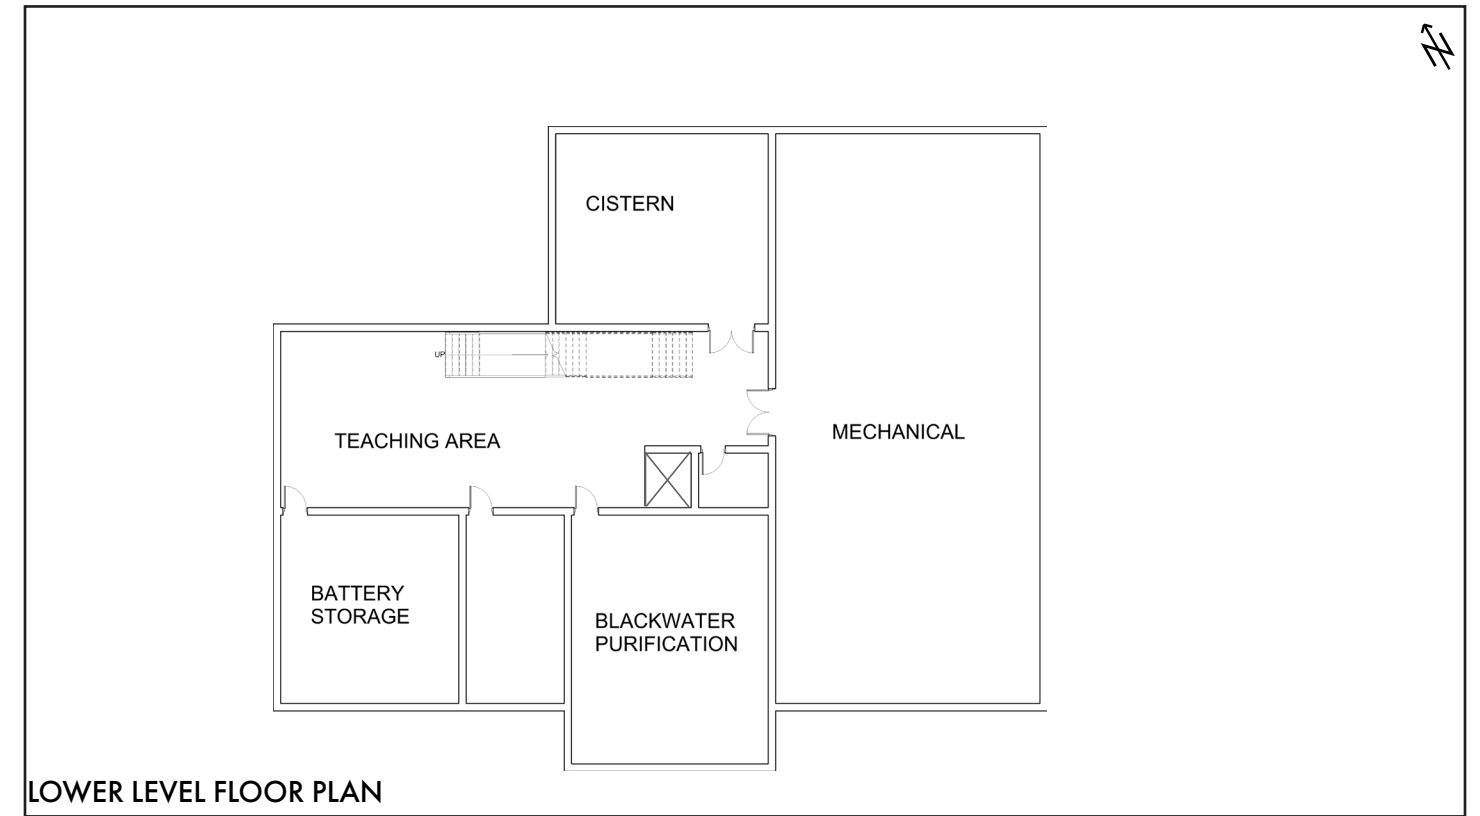 N
CISTERN
UP
MECHANICAL
TEACHING AREA
BATTERY
STORAGE
BLACKWATER
PURIFICATION
LOWER LEVEL FLOOR PLAN